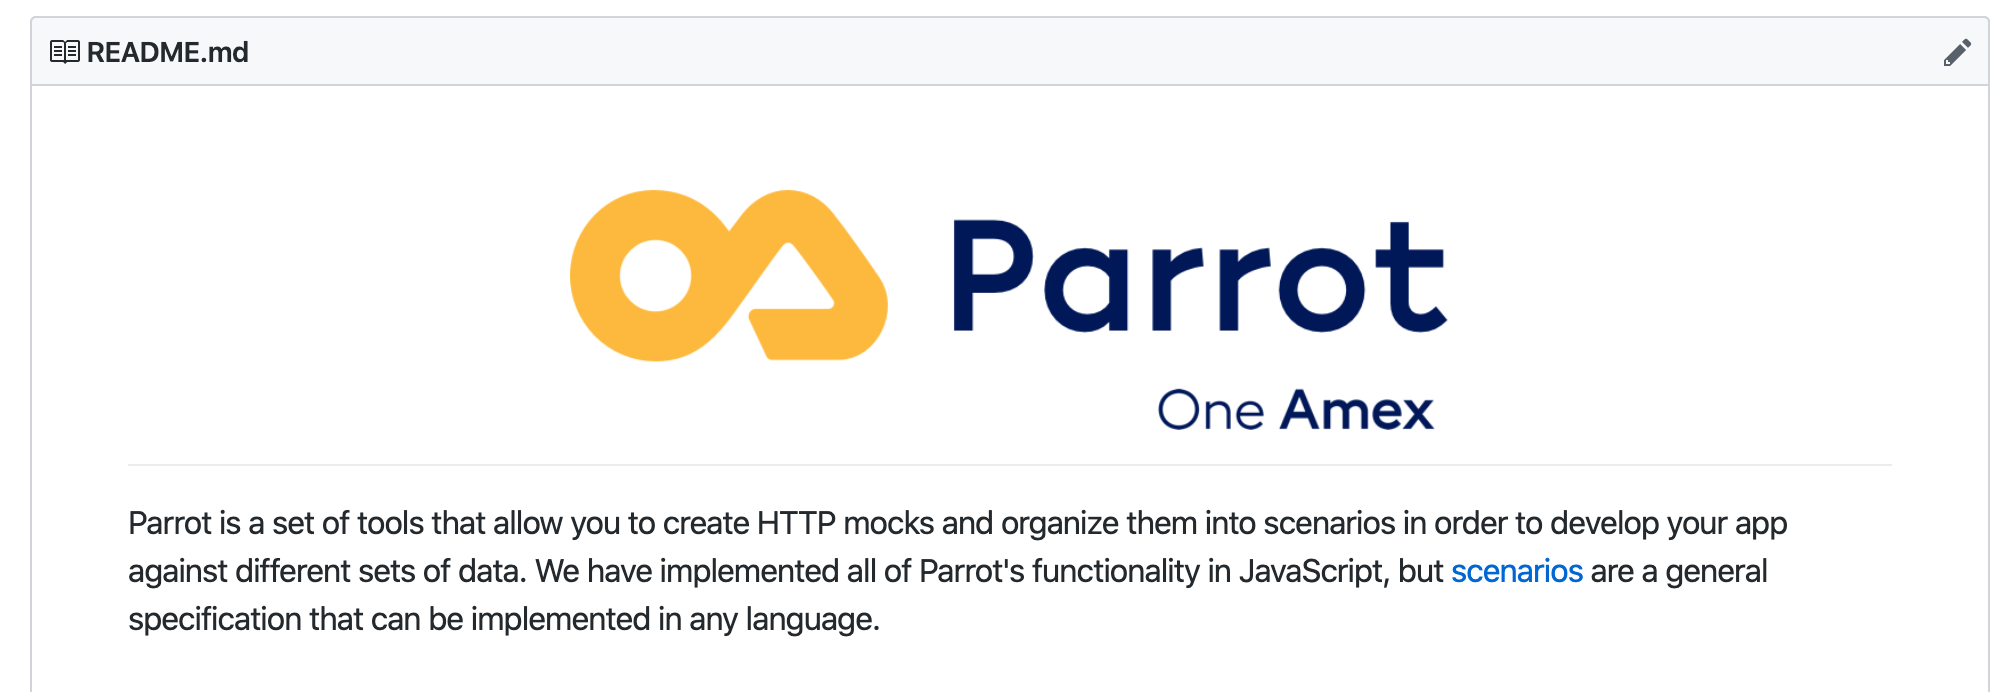 README.md
Parrot
One Amex
Parrot is a set of tools that allow you to create HTTP mocks and organize them into scenarios in order to develop your app
against different sets of data. We have implemented all of Parrot's functionality in JavaScript, but scenarios are a general
specification that can be implemented in any language.